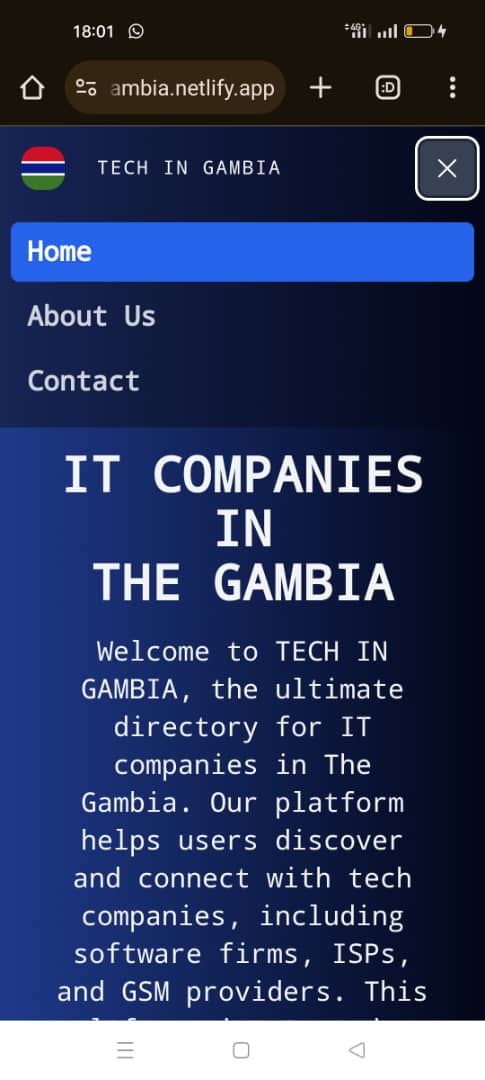 18:01
4G
ambia.netlify.app
:D
TECH IN GAMBIA
Home
About Us
Contact
IT COMPANIES
IN
THE GAMBIA
Welcome to TECH IN
GAMBIA, the ultimate
directory for IT
companies in The
Gambia. Our platform
helps users discover
and connect with tech
companies, including
software firms, ISPs,
and GSM providers. This